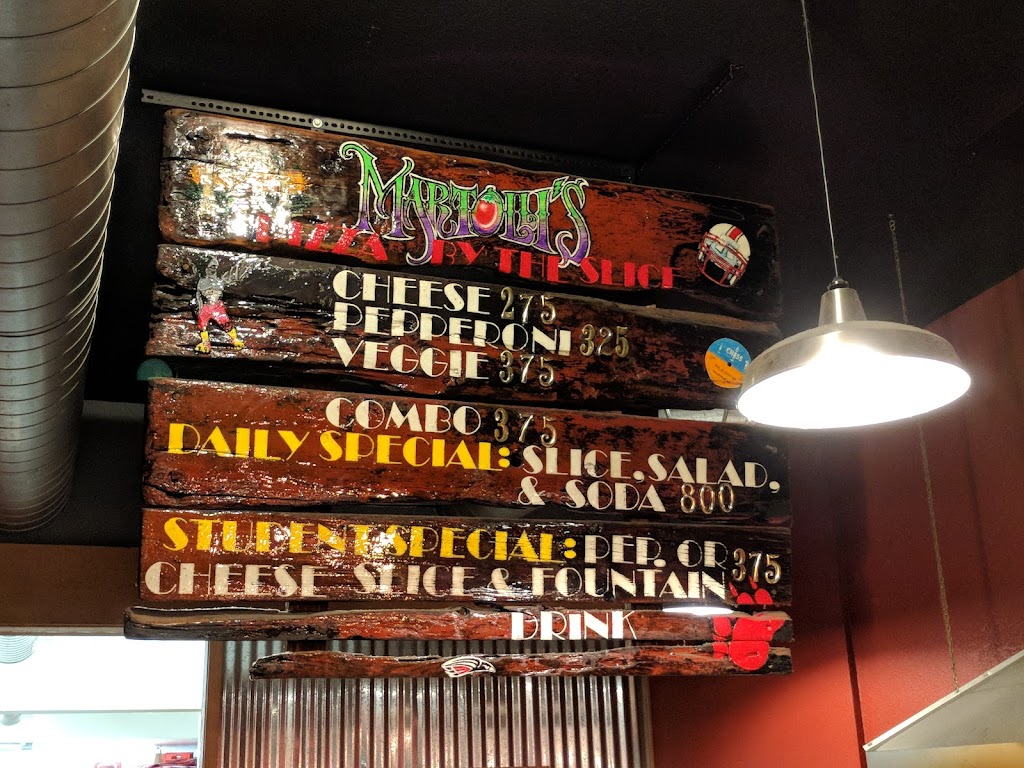 MARTOLLI'S
PIZZA BY THE SLICE
CHEESE 275
PEPPERONI 325
VEGGIE 375
COMBO 375
DAILY SPECIAL: SLICE, SALAD,
& SODA 800
STUDENT SPECIAL: PEP. OR 375
CHEESE SLICE & FOUNTAIN
DRINK